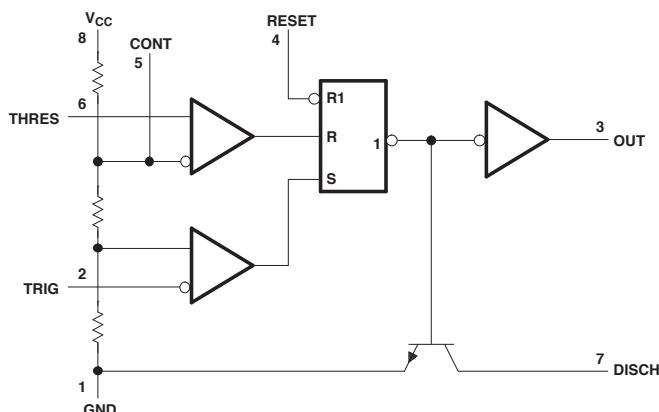 VCC
8
CONT
5
RESET
4
6
THRES
R1
R
1
S
3
OUT
2
TRIG
7
DISCH
1
GND